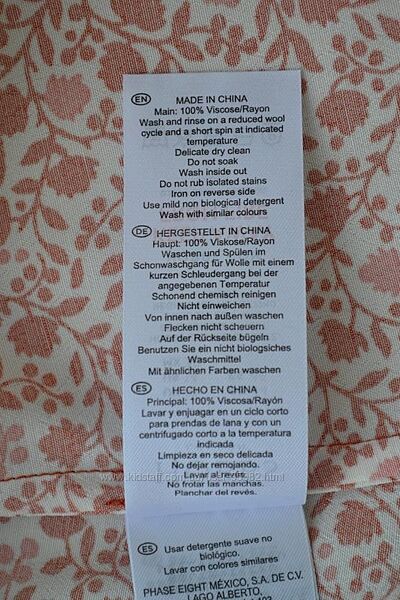 EN MADE IN CHINA
Main: 100% Viscose/Rayon
Wash and rinse on a reduced wool
cycle and a short spin at indicated
temperature
Delicate dry clean
Do not soak
Wash inside out
Do not rub isolated stains
Iron on reverse side
Use mild non biological detergent
Wash with similar colours
DE HERGESTELLT IN CHINA
Haupt: 100% Viskose/Rayon
Waschen und Spülen im
Schonwaschgang für Wolle mit einem
kurzen Schleudergang bei der
angegebenen Temperatur
Schonend chemisch reinigen
Nicht einweichen
Von innen nach außen waschen
Flecken nicht scheuern
Auf der Rückseite bügeln
Benutzen Sie ein nicht biologsiches
Waschmittel
Mit ähnlichen Farben waschen
ES HECHO EN CHINA
Principal: 100% Viscosa/Rayón
Lavar y enjuagar en un ciclo corto
para prendas de lana y con un
centrifugado corto a la temperatura
indicada
Limpieza en seco delicada
No dejar remojando.
Lavar al revés.
No frotar las manchas.
Planchar del revés.
ES Usar detergente suave no
biológico.
Lavar con colores similares
PHASE EIGHT MÉXICO, S.A. DE C.V.
LAGO ALBERTO,